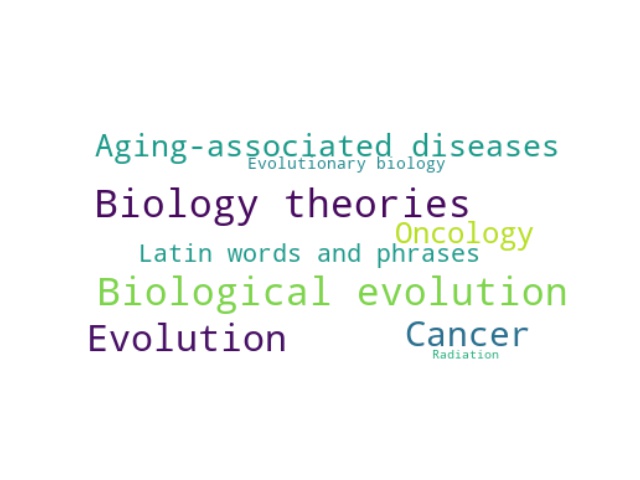 Aging-associated diseases
Evolutionary biology
Biology theories
Oncology
Latin words and phrases
Biological evolution
Evolution
Cancer
Radiation